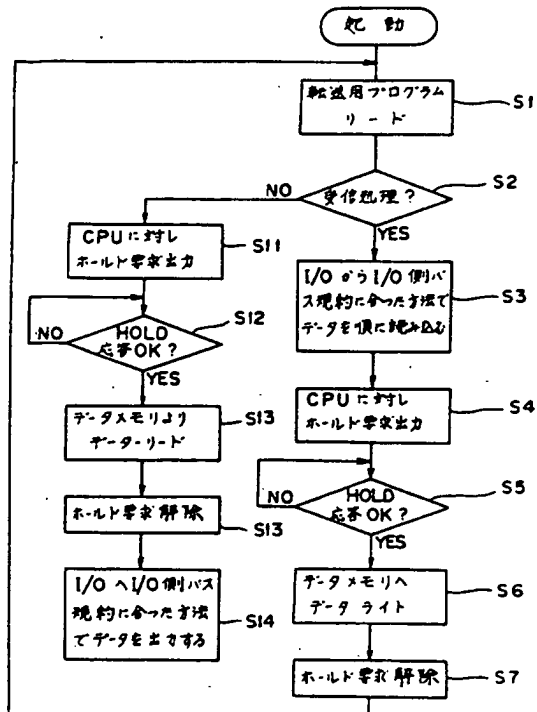 起動
転送用プログラム
リード
S1
受信処理?
S2
NO
YES
CPUに対し
ホールド要求出力
S11
I/OからI/O側バ
ス規約に合った方法で
データを順に読み込む
S3
HOLD
応答OK?
S12
NO
YES
CPUに対し
ホールド要求出力
S4
データメモリより
データーリード
S13
HOLD
応答OK?
S5
NO
YES
ホールド要求解除
S13
データメモリへ
データライト
S6
I/OへI/O側バス
規約に合った方法
でデータを出力する
S14
ホールド要求解除
S7